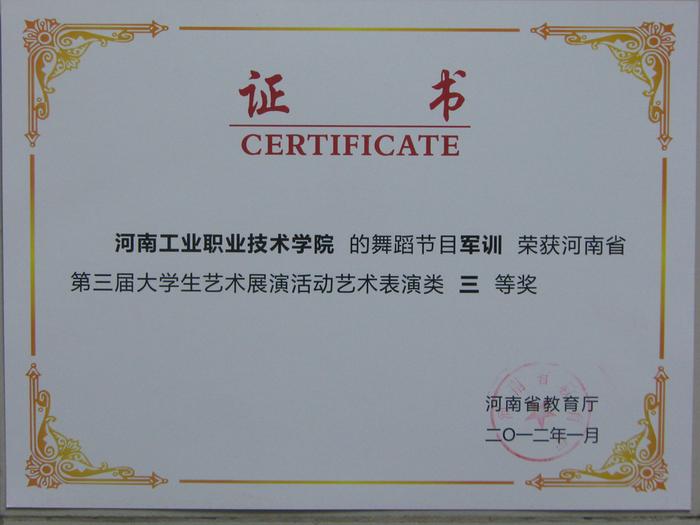 证书
CERTIFICATE
河南工业职业技术学院 的舞蹈节目军训 荣获河南省
第三届大学生艺术展演活动艺术表演类 三 等奖
河南省教育厅
二〇一二年一月